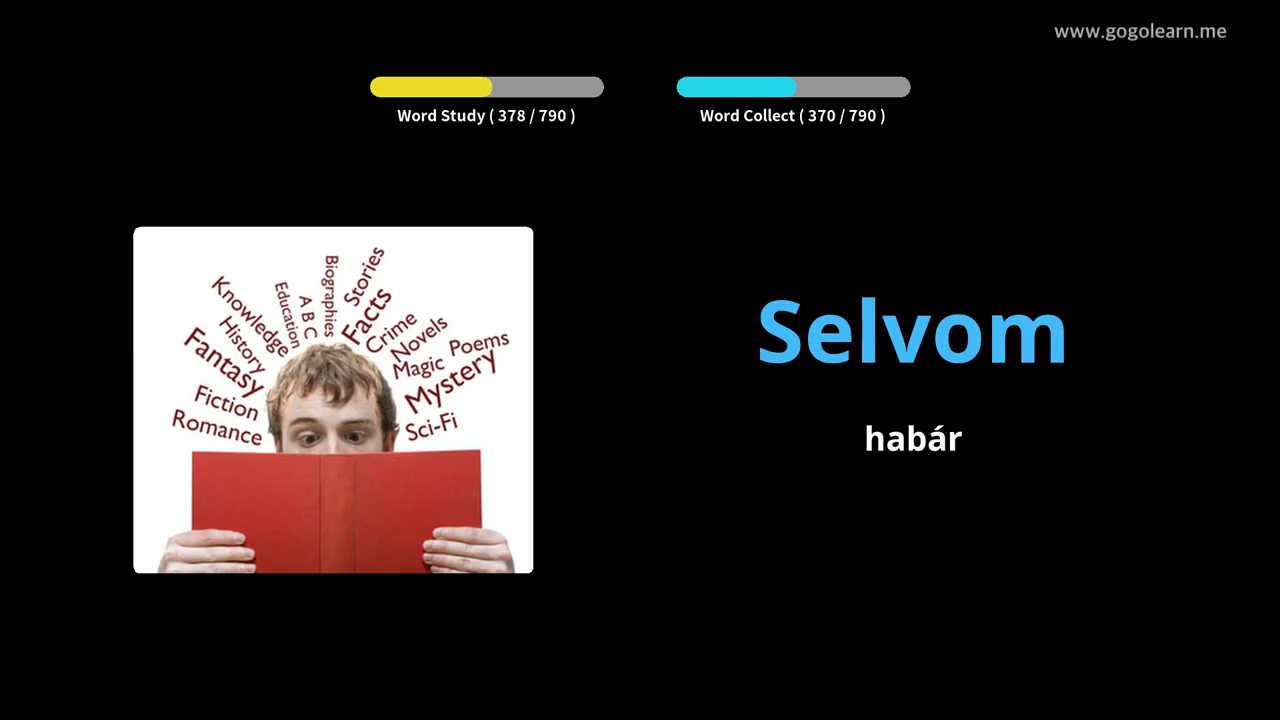 www.gogolearn.me
Word Study ( 378 / 790 )
Word Collect ( 370 / 790 )
Biographies
Stories
Education
A B C
Facts
Knowledge
Crime
History
Novels
Poems
Fantasy
Magic
Mystery
Fiction
Romance
Sci-Fi
Selvom
habár